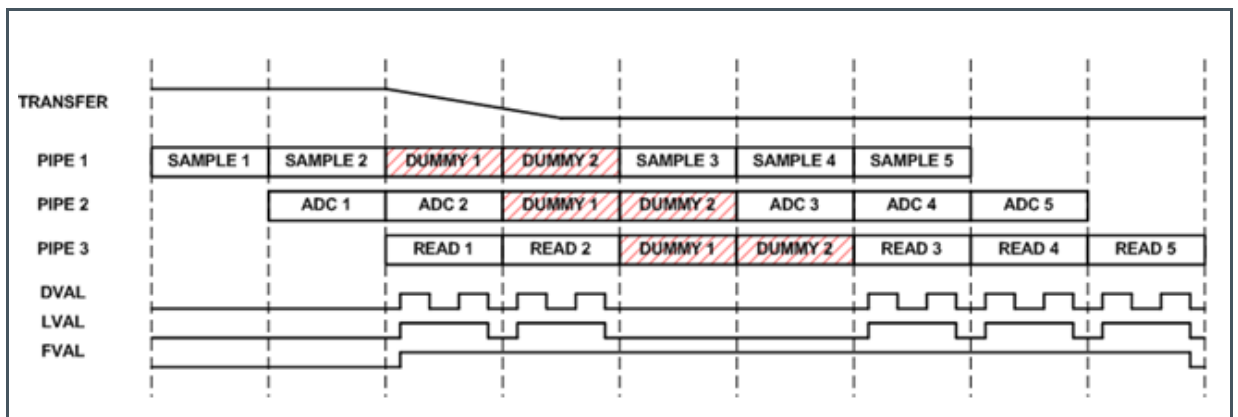 TRANSFER
PIPE 1 SAMPLE 1 SAMPLE 2 DUMMY 1 DUMMY 2 SAMPLE 3 SAMPLE 4 SAMPLE 5
PIPE 2 ADC 1 ADC 2 DUMMY 1 DUMMY 2 ADC 3 ADC 4 ADC 5
PIPE 3 READ 1 READ 2 DUMMY 1 DUMMY 2 READ 3 READ 4 READ 5
DVAL
LVAL
FVAL